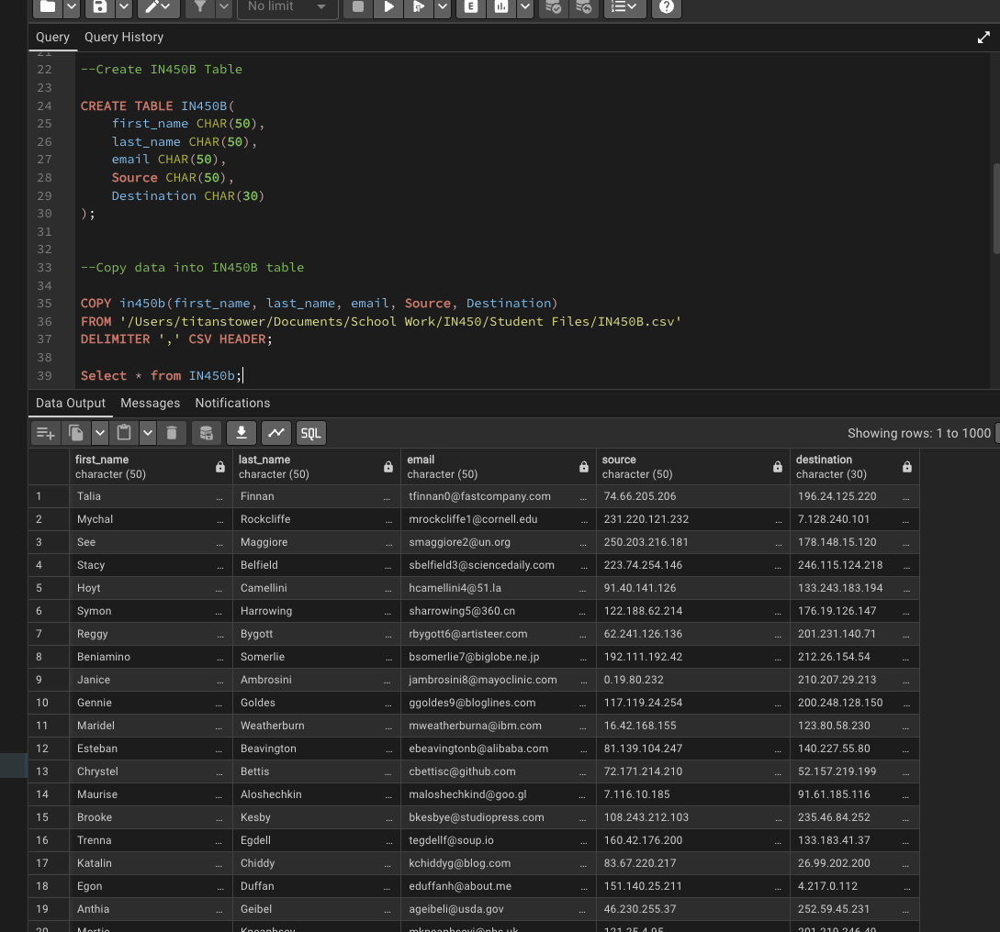 No limit
E
SQL
Query Query History
21
22 --Create IN450B Table
23
24 CREATE TABLE IN450B(
25 first_name CHAR(50),
26 last_name CHAR(50),
27 email CHAR(50),
28 Source CHAR(50),
29 Destination CHAR(30)
30 );
31
32
33 --Copy data into IN450B table
34
35 COPY in450b(first_name, last_name, email, Source, Destination)
36 FROM '/Users/titanstower/Documents/School Work/IN450/Student Files/IN450B.csv'
37 DELIMITER ',' CSV HEADER;
38
39 Select * from IN450b;
Data Output Messages Notifications
Showing rows: 1 to 1000
first_name last_name email source destination
character (50) character (50) character (50) character (50) character (30)
1 Talia ... Finnan ... tfinnan0@fastcompany.com ... 74.66.205.206 196.24.125.220 ...
2 Mychal ... Rockcliffe ... mrockcliffe1@cornell.edu ... 231.220.121.232 ... 7.128.240.101 ...
3 See ... Maggiore ... smaggiore2@un.org ... 250.203.216.181 ... 178.148.15.120 ...
4 Stacy ... Belfield ... sbelfield3@sciencedaily.com ... 223.74.254.146 ... 246.115.124.218 ...
5 Hoyt ... Camellini ... hcamellini4@51.la ... 91.40.141.126 ... 133.243.183.194 ...
6 Symon ... Harrowing ... sharrowing5@360.cn ... 122.188.62.214 ... 176.19.126.147 ...
7 Reggy ... Bygott ... rbygott6@artisteer.com ... 62.241.126.136 ... 201.231.140.71 ...
8 Beniamino ... Somerlie ... bsomerlie7@biglobe.ne.jp ... 192.111.192.42 ... 212.26.154.54 ...
9 Janice ... Ambrosini ... jambrosini8@mayoclinic.com ... 0.19.80.232 210.207.29.213 ...
10 Gennie ... Goldes ... ggoldes9@bloglines.com ... 117.119.24.254 ... 200.248.128.150 ...
11 Maridel ... Weatherburn ... mweatherburna@ibm.com ... 16.42.168.155 ... 123.80.58.230 ...
12 Esteban ... Beavington ... ebeavingtonb@alibaba.com ... 81.139.104.247 ... 140.227.55.80 ...
13 Chrystel ... Bettis ... cbettisc@github.com ... 72.171.214.210 ... 52.157.219.199 ...
14 Maurise ... Aloshechkin ... maloshechkind@goo.gl ... 7.116.10.185 ... 91.61.185.116 ...
15 Brooke ... Kesby ... bkesbye@studiopress.com ... 108.243.212.103 ... 235.46.84.252 ...
16 Trenna ... Egdell ... tegdellf@soup.io ... 160.42.176.200 ... 133.183.41.37 ...
17 Katalin ... Chiddy ... kchiddyg@blog.com ... 83.67.220.217 ... 26.99.202.200 ...
18 Egon ... Duffan ... eduffanh@about.me ... 151.140.25.211 ... 4.217.0.112 ...
19 Anthia ... Geibel ... ageibeli@usda.gov ... 46.230.255.37 ... 252.59.45.231 ...
20